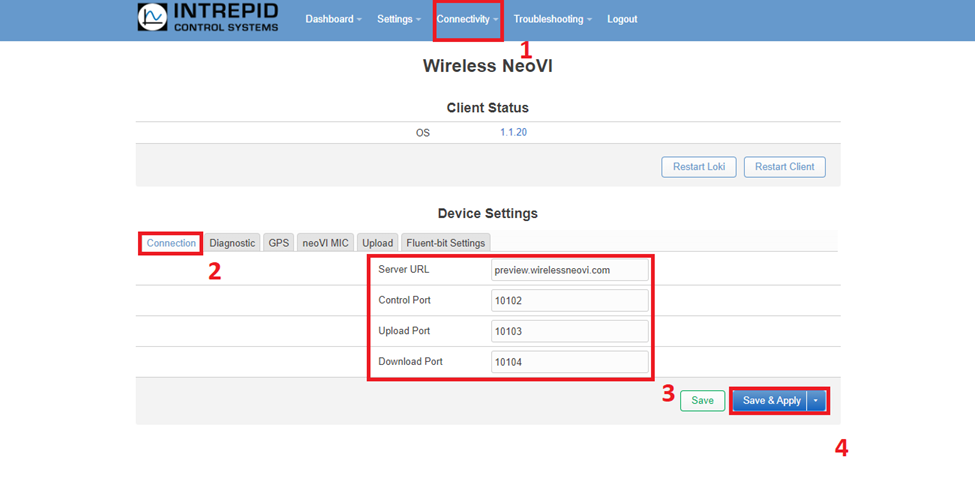 INTREPID
CONTROL SYSTEMS
Dashboard Settings Connectivity Troubleshooting Logout
1
Wireless NeoVI
Client Status
OS 1.1.20
Restart Loki Restart Client
Device Settings
Connection Diagnostic GPS neoVI MIC Upload Fluent-bit Settings
2
Server URL preview.wirelessneovi.com
Control Port 10102
Upload Port 10103
Download Port 10104
3
Save Save & Apply
4